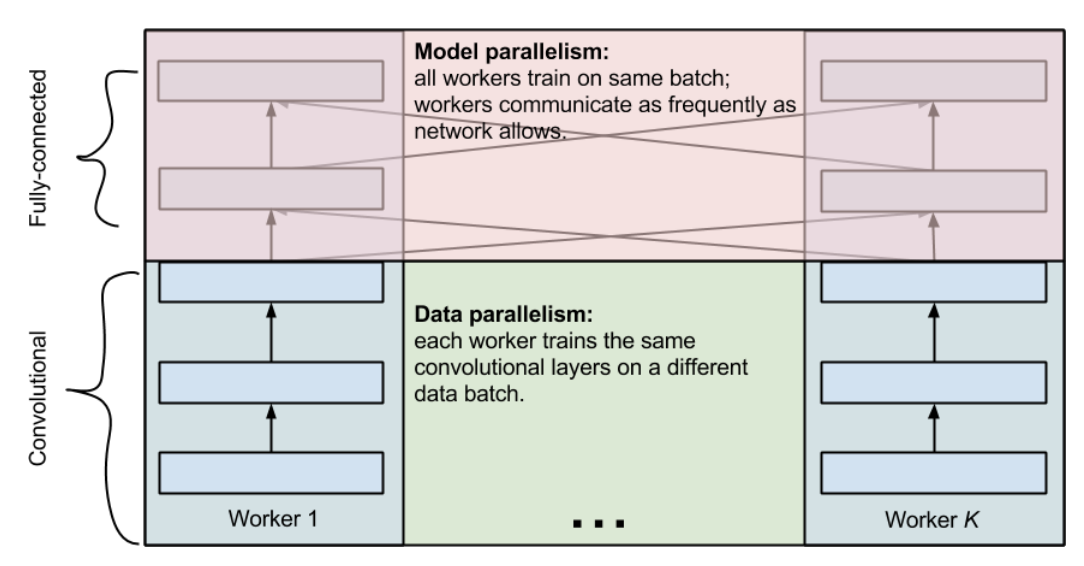 Fully-connected
Model parallelism:
all workers train on same batch;
workers communicate as frequently as
network allows.
Convolutional
Data parallelism:
each worker trains the same
convolutional layers on a different
data batch.
Worker 1
...
Worker K